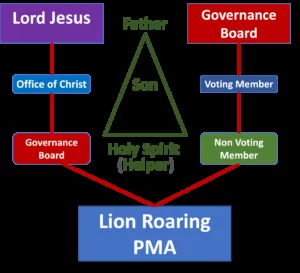 Lord Jesus
Office of Christ
Governance
Board
Father
Son
Holy Spirit
(Helper)
Governance
Board
Voting Member
Non Voting
Member
Lion Roaring
PMA